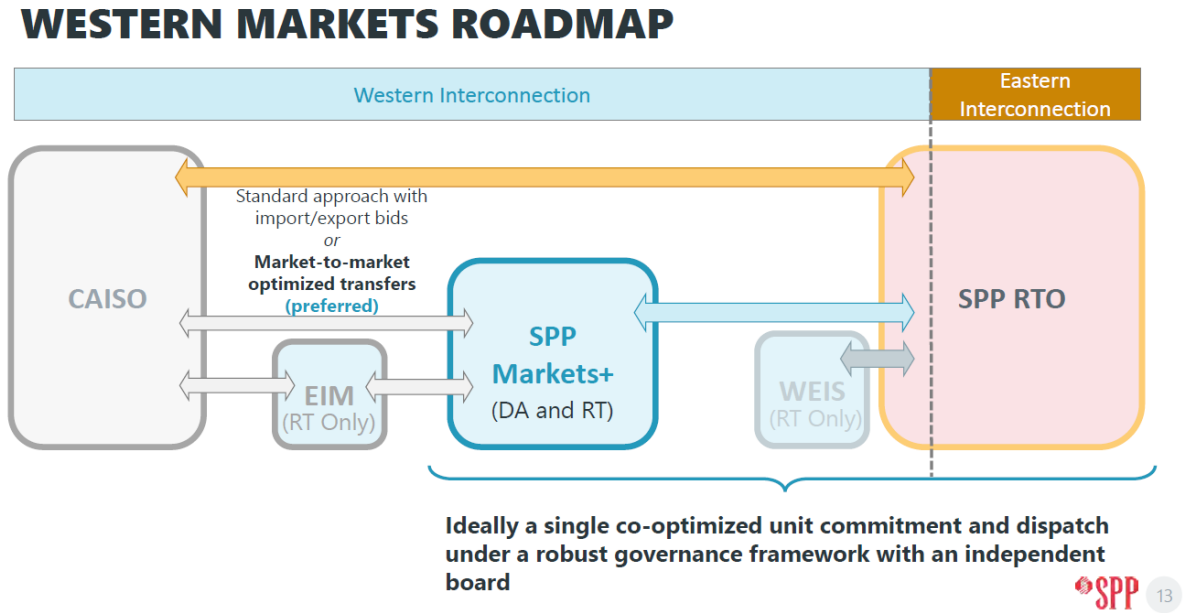 WESTERN MARKETS ROADMAP
Western Interconnection
Eastern
Interconnection
Standard approach with
import/export bids
or
Market-to-market
optimized transfers
(preferred)
CAISO
SPP RTO
SPP
Markets+
(DA and RT)
EIM
(RT Only)
WEIS
(RT Only)
Ideally a single co-optimized unit commitment and dispatch
under a robust governance framework with an independent
board
SPP
13